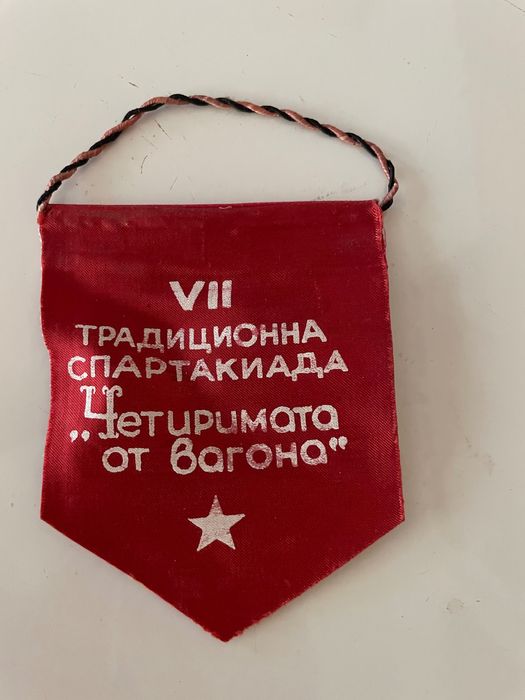 VII
ТРАДИЦИОННА
СПАРТАКИАДА
„Четиримата
от вагона“